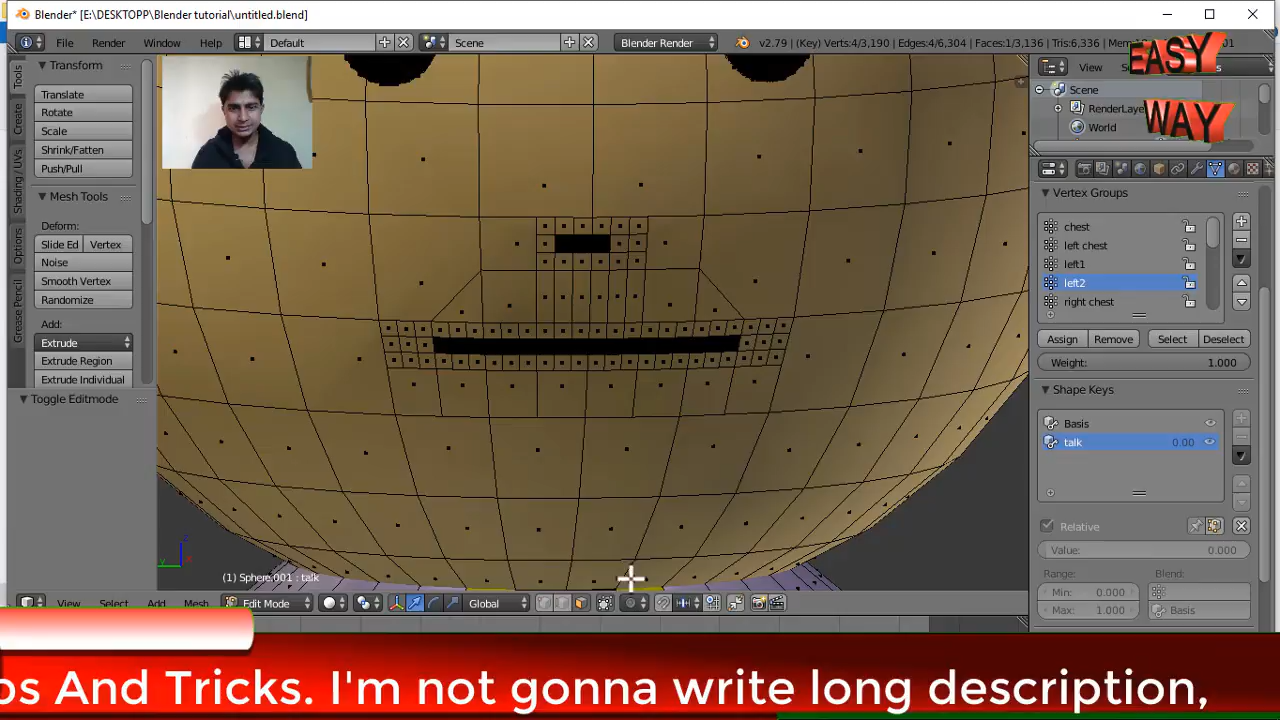 Blender* [E:\DESKTOPP\Blender tutorial\untitled.blend]
File Render Window Help Default Scene Blender Render v2.79 | (Key) Verts:4/3,190 | Edges:4/6,304 | Faces:1/3,136 | Tris:6,336 | 01
EASY
WAY
Tools
Create
Shading / UVs
Options
Grease Pencil
Transform
Translate
Rotate
Scale
Shrink/Fatten
Push/Pull
Mesh Tools
Deform:
Slide Ed Vertex
Noise
Smooth Vertex
Randomize
Add:
Extrude
Extrude Region
Extrude Individual
Toggle Editmode
z
y
x
(1) Sphere.001 : talk
View Select Add Mesh Edit Mode Global
View
Scene
RenderLaye
World
Vertex Groups
chest
left chest
left1
left2
right chest
Assign Remove Select Deselect
Weight: 1.000
Shape Keys
Basis
talk 0.00
Relative
Value: 0.000
Range: Blend:
Min: 0.000
Max: 1.000 Basis
os And Tricks. I'm not gonna write long description,